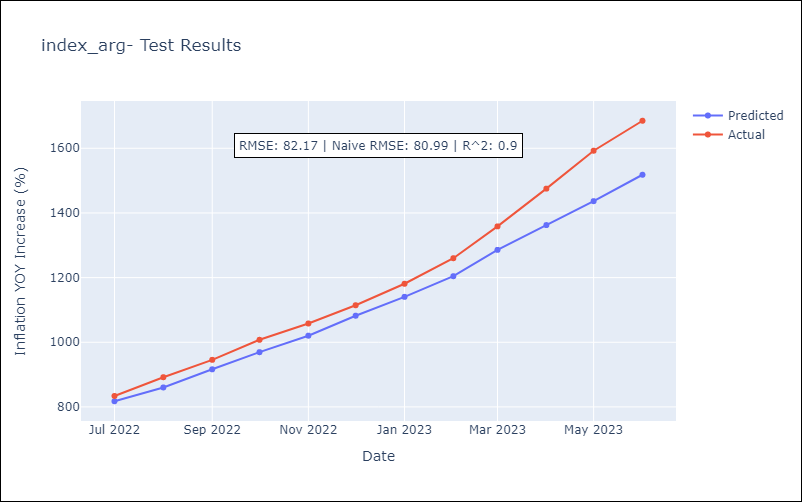 index_arg- Test Results
Predicted
Actual
RMSE: 82.17 | Naive RMSE: 80.99 | R^2: 0.9
Inflation YOY Increase (%)
1600
1400
1200
1000
800
Jul 2022 Sep 2022 Nov 2022 Jan 2023 Mar 2023 May 2023
Date